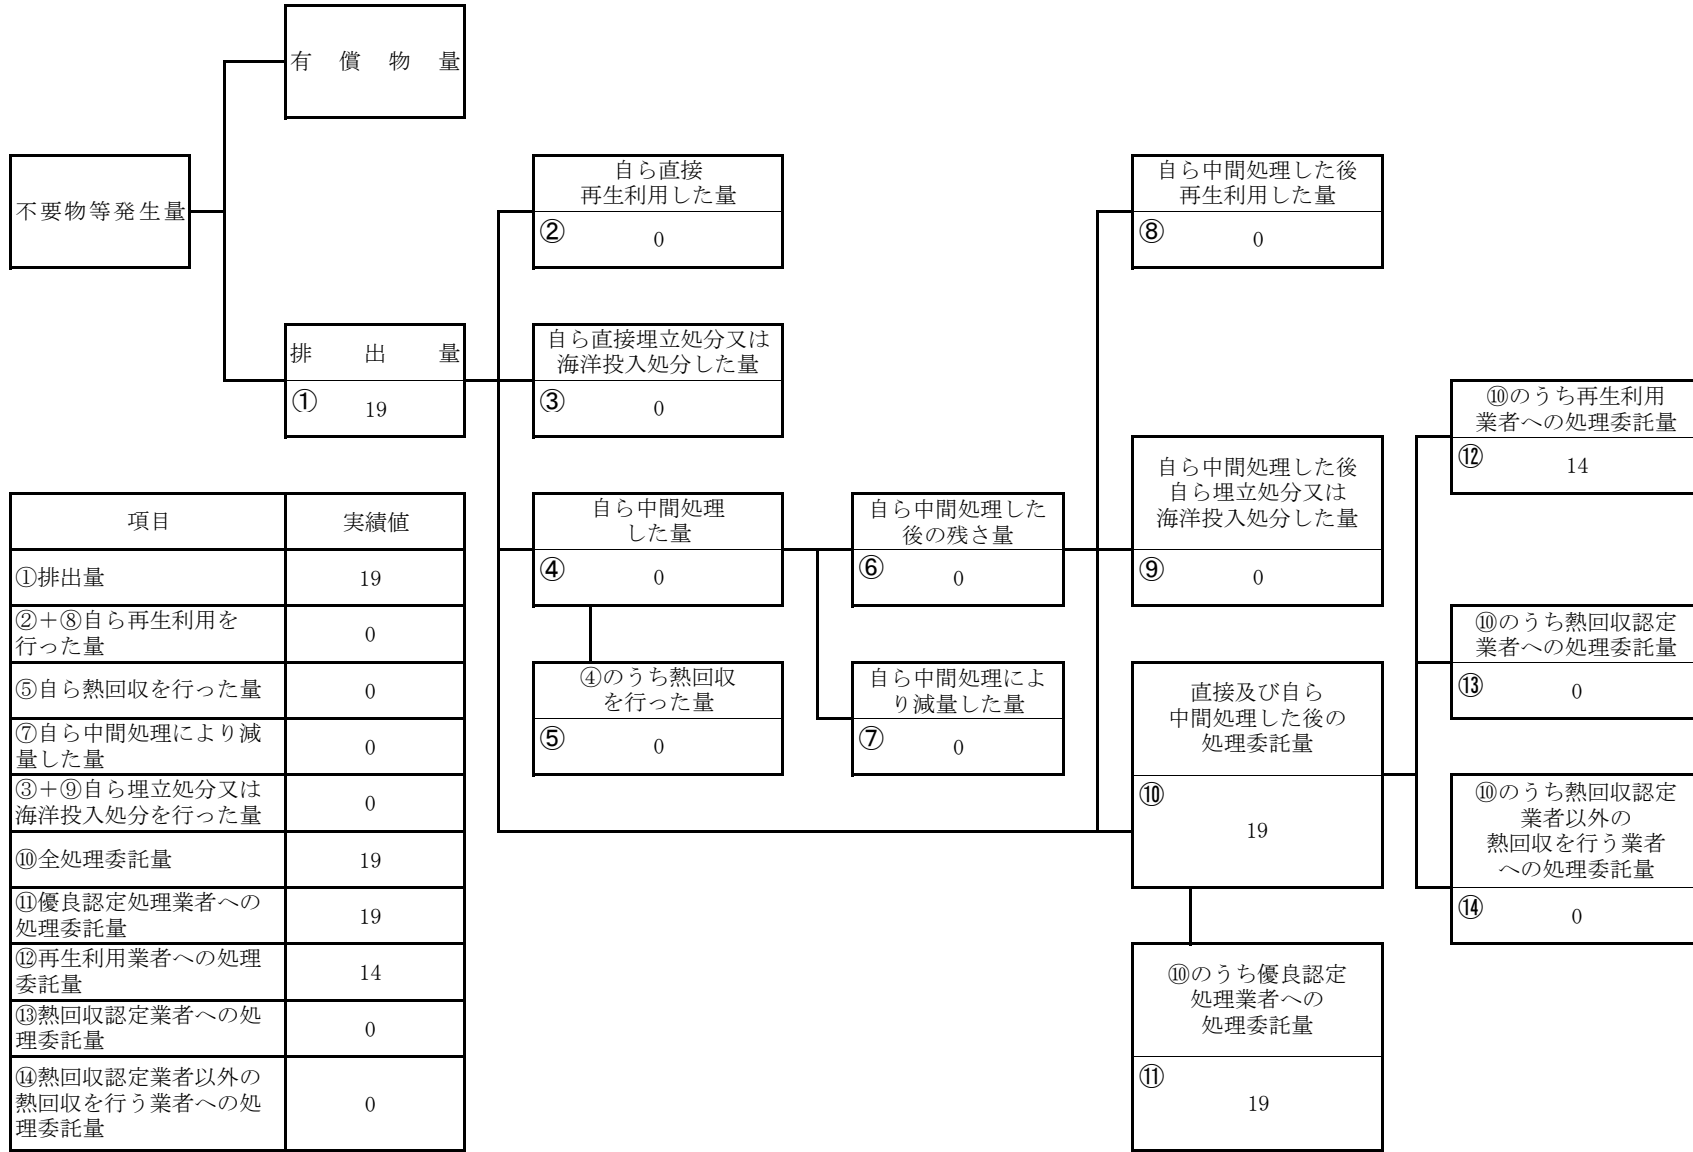 有償物量
不要物等発生量
排出量
① 19
自ら直接
再生利用した量
② 0
自ら直接埋立処分又は
海洋投入処分した量
③ 0
自ら中間処理
した量
④ 0
④のうち熱回収
を行った量
⑤ 0
自ら中間処理した
後の残さ量
⑥ 0
自ら中間処理によ
り減量した量
⑦ 0
自ら中間処理した後
再生利用した量
⑧ 0
自ら中間処理した後
自ら埋立処分又は
海洋投入処分した量
⑨ 0
直接及び自ら
中間処理した後の
処理委託量
⑩
19
⑩のうち優良認定
処理業者への
処理委託量
⑪
19
⑩のうち再生利用
業者への処理委託量
⑫ 14
⑩のうち熱回収認定
業者への処理委託量
⑬ 0
⑩のうち熱回収認定
業者以外の
熱回収を行う業者
への処理委託量
⑭ 0
項目 実績値
①排出量 19
②+⑧自ら再生利用を
行った量 0
⑤自ら熱回収を行った量 0
⑦自ら中間処理により減
量した量 0
③+⑨自ら埋立処分又は
海洋投入処分を行った量 0
⑩全処理委託量 19
⑪優良認定処理業者への
処理委託量 19
⑫再生利用業者への処理
委託量 14
⑬熱回収認定業者への処
理委託量 0
⑭熱回収認定業者以外の
熱回収を行う業者への処 0
理委託量